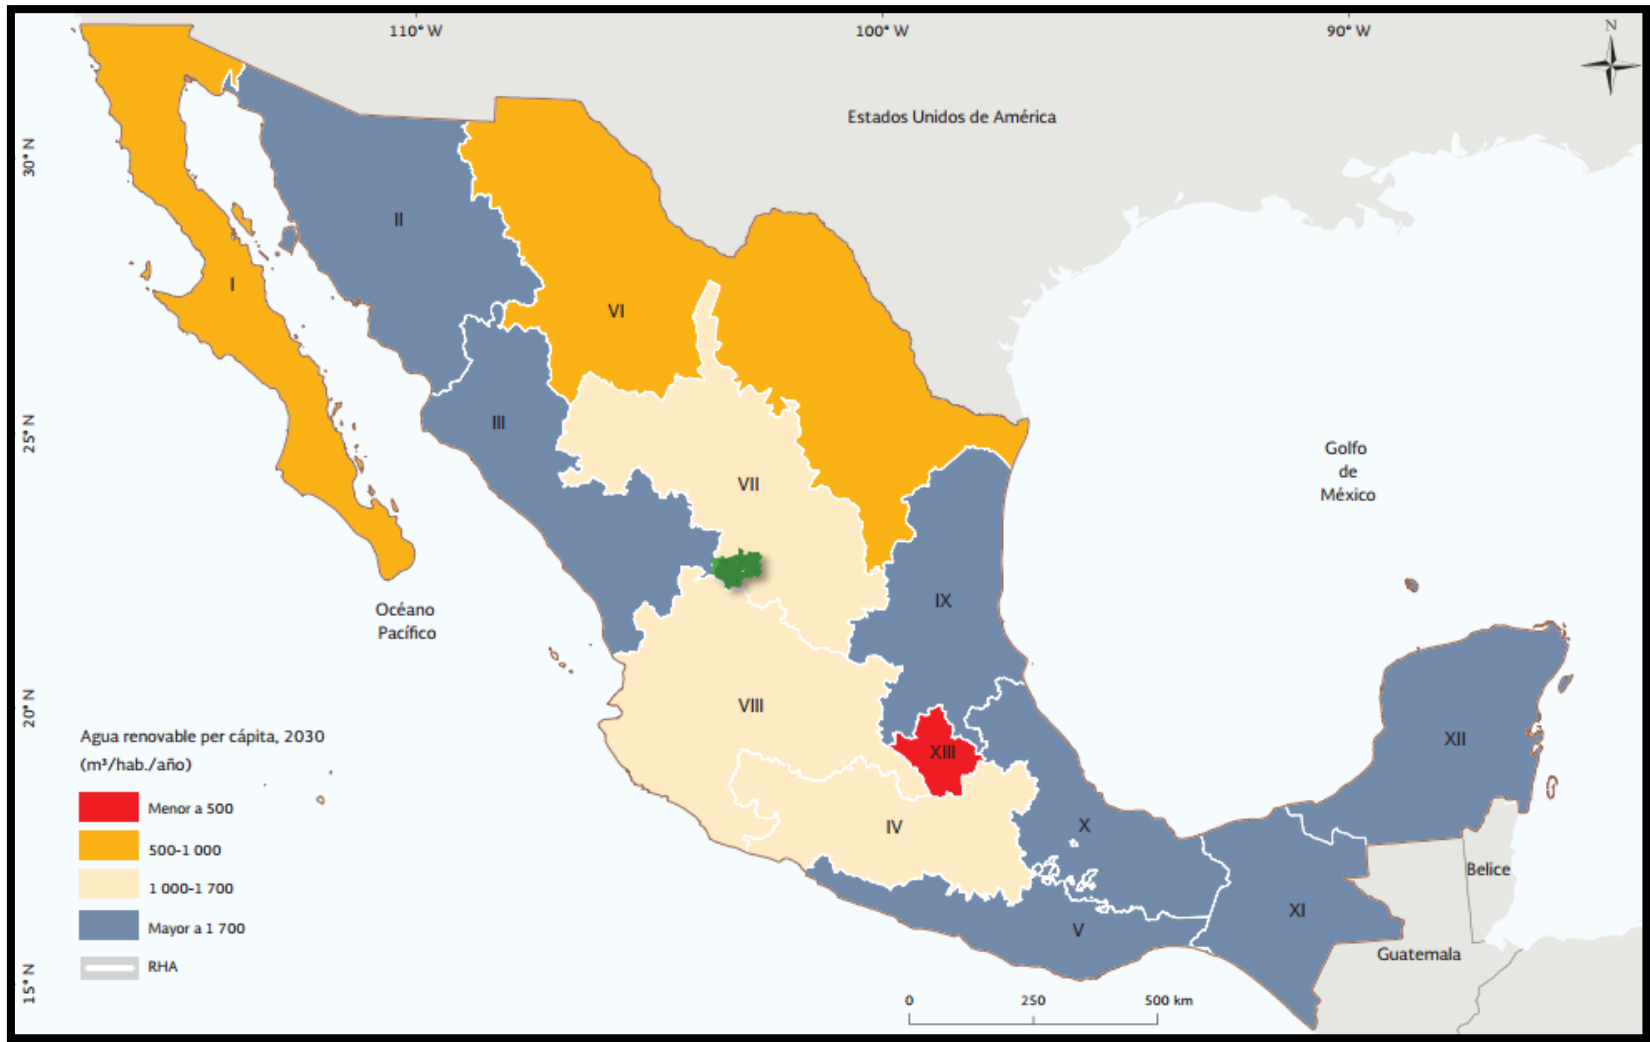 110° W
100° W
90° W
N
Estados Unidos de América
30° N
II
I
VI
III
25° N
Golfo
de
México
VII
IX
Océano
Pacífico
20° N
VIII
Agua renovable per cápita, 2030
(m³/hab./año)
XIII
XII
Menor a 500
500-1 000
1 000-1 700
Mayor a 1 700
RHA
IV
X
Belice
XI
V
Guatemala
15° N
0
250
500 km